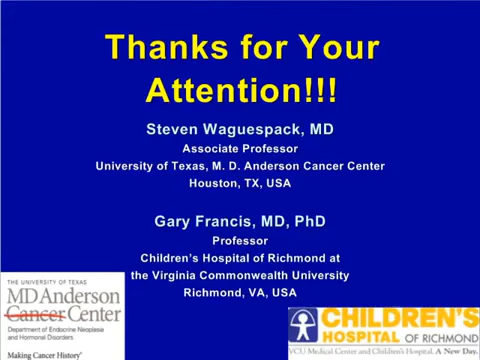 Thanks for Your
Attention!!!
Steven Waguespack, MD
Associate Professor
University of Texas, M. D. Anderson Cancer Center
Houston, TX, USA
Gary Francis, MD, PhD
Professor
Children's Hospital of Richmond at
the Virginia Commonwealth University
Richmond, VA, USA
THE UNIVERSITY OF TEXAS
MDAnderson
Cancer Center
Department of Endocrine Neoplasia
and Hormonal Disorders
Making Cancer History®
CHILDREN'S
HOSPITAL OF RICHMOND
VCU Medical Center and Children's Hospital. A New Day.